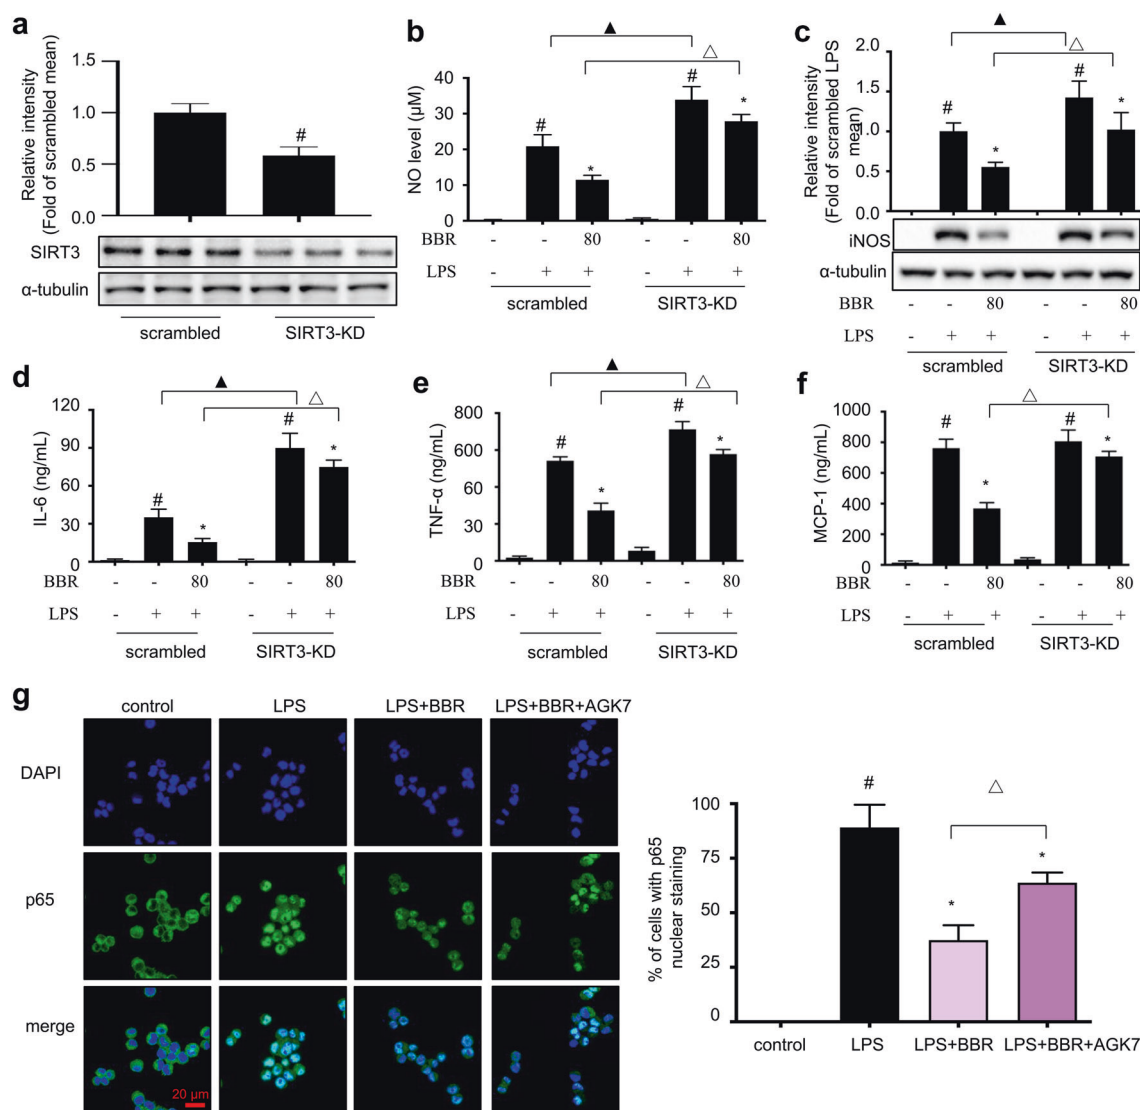 a
Relative intensity
(Fold of scrambled mean)
1.0
0.5
0.0
#
SIRT3
α-tubulin
scrambled SIRT3-KD
b
▲
△
NO level (µM)
40
30
20
10
0
# * # *
BBR - - 80 - - 80
LPS - + + - + +
scrambled SIRT3-KD
c
▲
△
Relative intensity
(Fold of scrambled LPS
mean)
2.0
1.5
1.0
0.5
0.0
# * # *
iNOS
α-tubulin
- - 80 - - 80 BBR
- + + - + + LPS
scrambled SIRT3-KD
d
▲
△
IL-6 (ng/mL)
120
90
60
30
0
# * # *
BBR - - 80 - - 80
LPS - + + - + +
scrambled SIRT3-KD
e
▲
△
TNF-α (ng/mL)
800
400
60
30
0
# * # *
BBR - - 80 - - 80
LPS - + + - + +
scrambled SIRT3-KD
f
△
MCP-1 (ng/mL)
1000
800
600
400
200
0
# * # *
BBR - - 80 - - 80
LPS - + + - + +
scrambled SIRT3-KD
g
control LPS LPS+BBR LPS+BBR+AGK7
DAPI
p65
merge
20 µm
% of cells with p65
nuclear staining
100
75
50
25
0
# * △ *
control LPS LPS+BBR LPS+BBR+AGK7